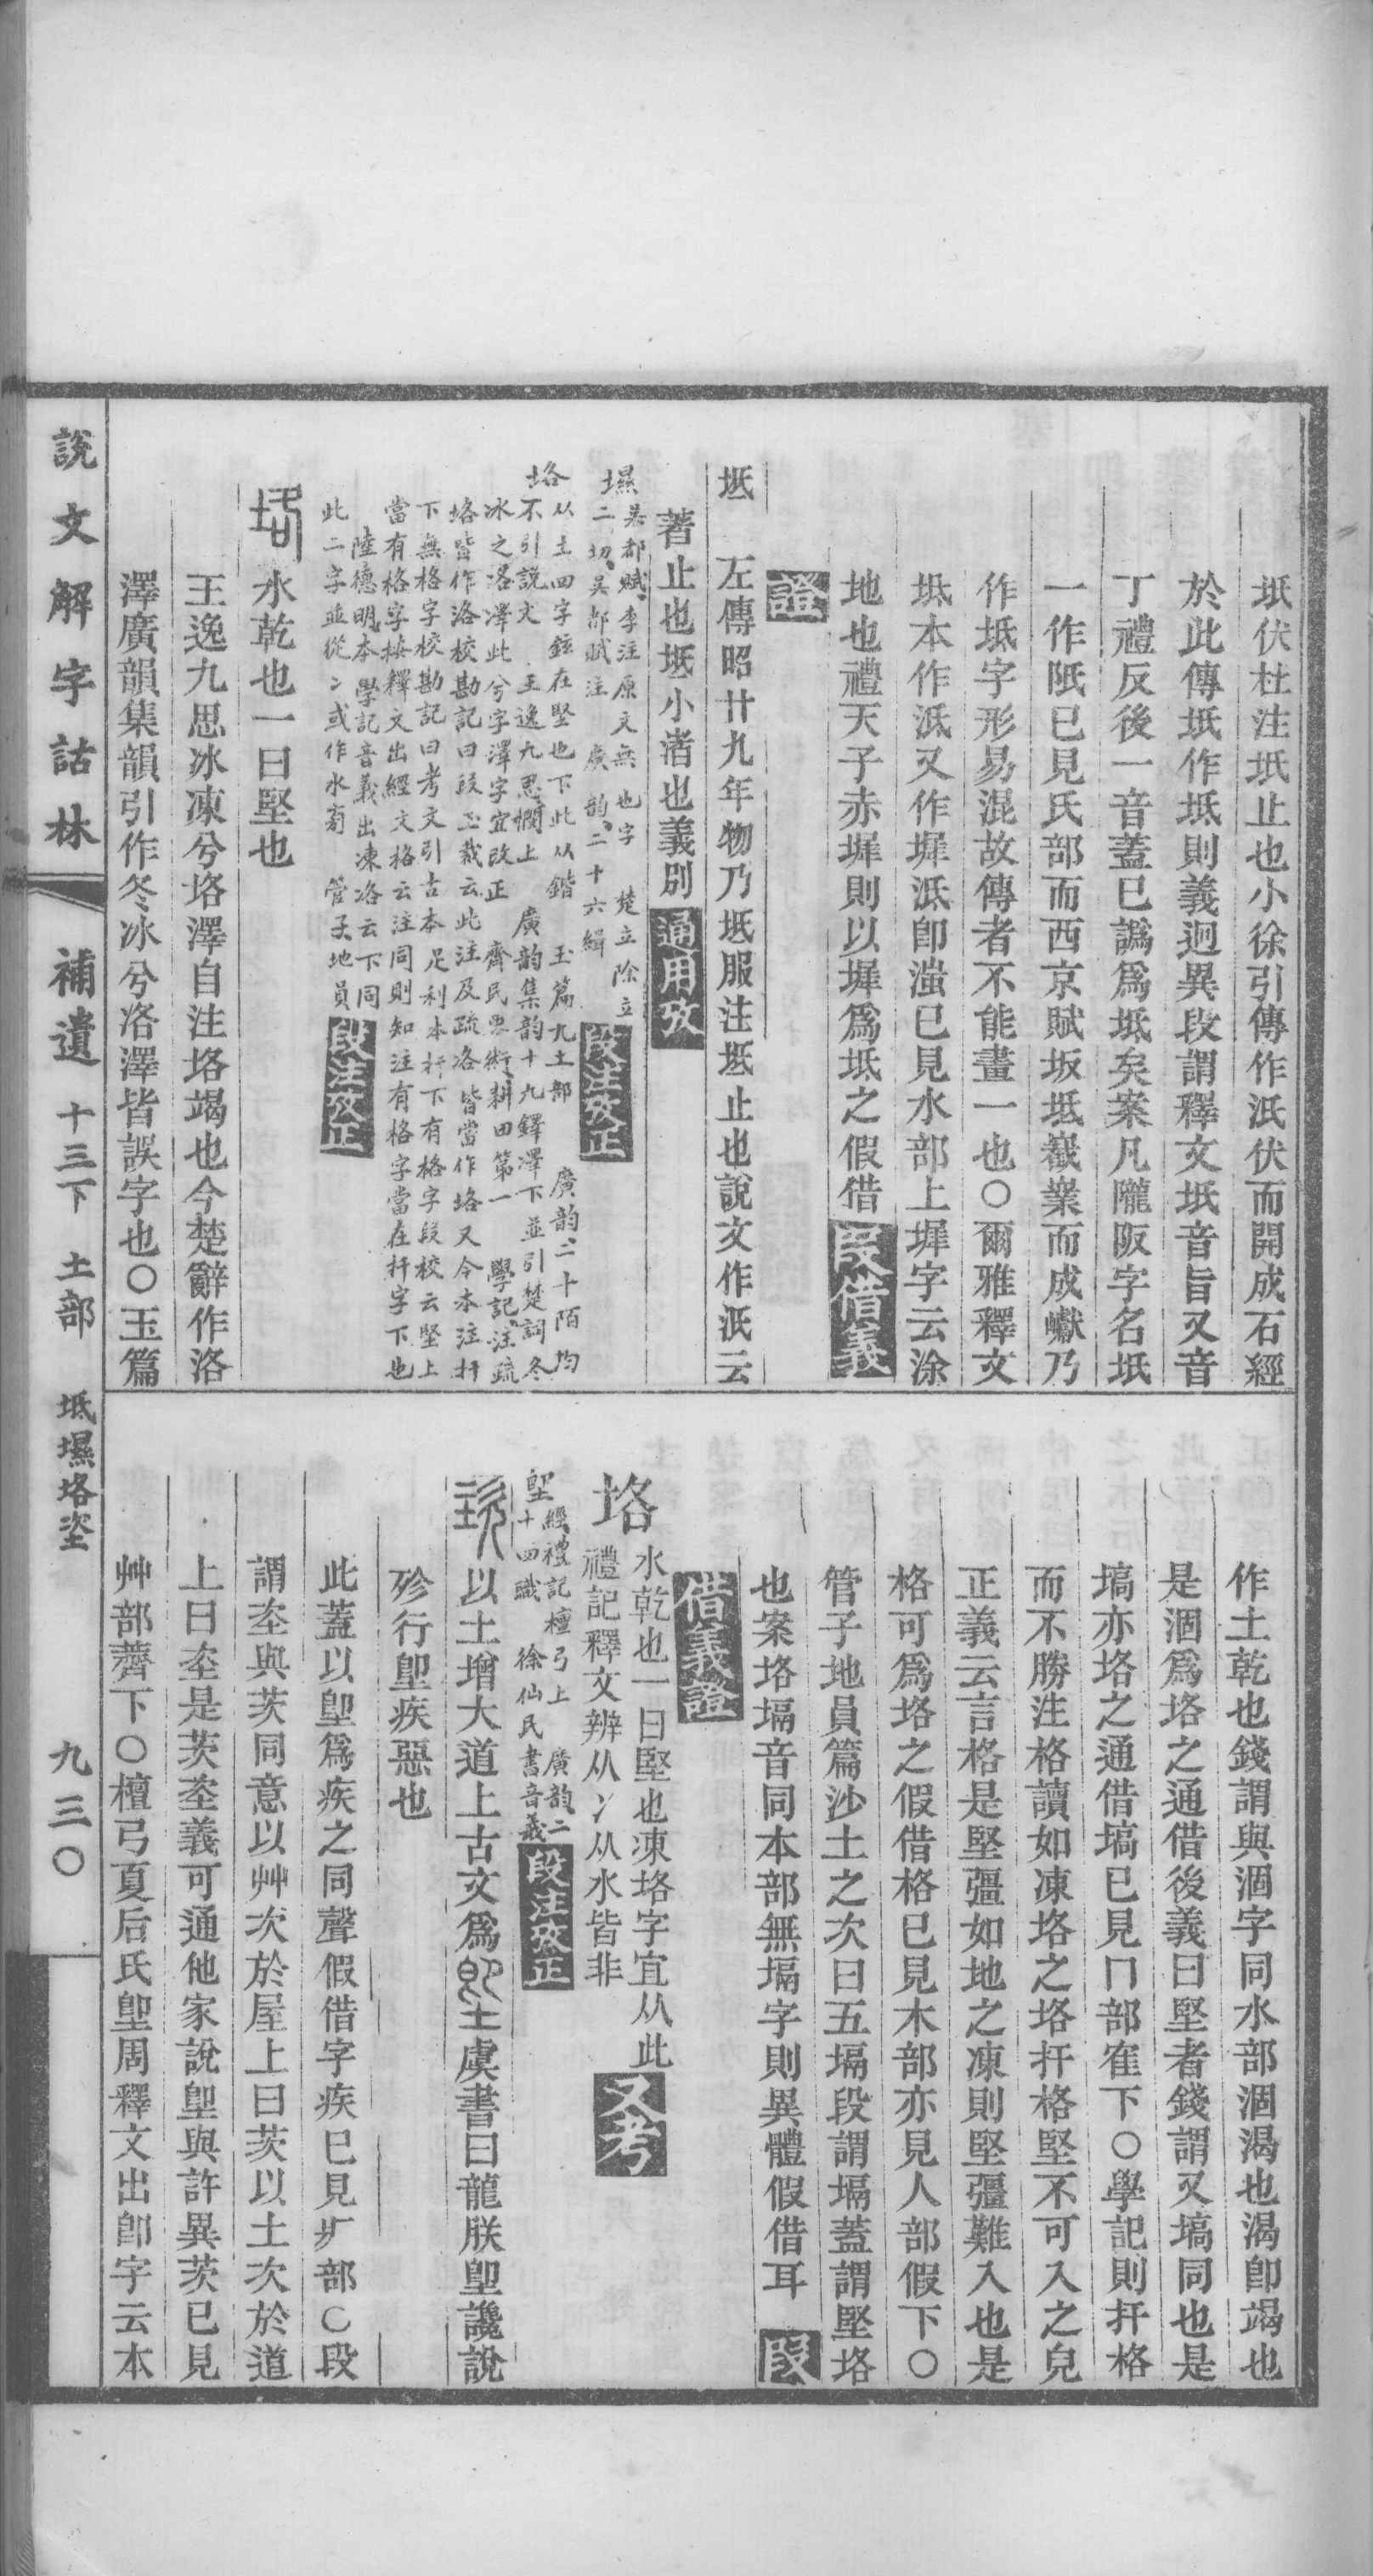 坻伏杜注坻止也小徐引傳作泜伏而開成石經
於此傳坻作坁則義迥異段謂釋文坻音旨又音
丁禮反後一音蓋已譌爲坁矣案凡隴阪字名坻
一作阺已見氏部而西京賦坂坻嶻嶪而成巘乃
作坻字形易混故傳者不能畫一也○爾雅釋文
坻本作泜又作墀泜卽滍已見水部上墀字云涂
地也禮天子赤墀則以墀爲坻之假借 段借義
證
坻 左傳昭廿九年物乃坻服注坻止也說文作汦云
著止也坻小渚也義別 通用攷
壍吳都賦李注原文無也字 楚立除立
二切吳都賦注 廣韵二十六緝 段注攷正
垎从土四字鉉在堅也下此从鍇 玉篇九土部 廣韵二十陌均
不引說文 王逸九思憫上 廣韵集韵十九鐸澤下並引楚詞冬
冰之洛澤此兮字澤字宜改正 齊民要術耕田第一 學記注疏
垎皆作洛校勘記曰段玉裁云此注及疏洛皆當作垎又今本注扞
下無格字校勘記曰考文引古本足利本扞下有格字段校云堅上
當有格字按釋文出經文格云注同則知注有格字當在扞字下也
陸德明本 學記音義出凍洛云下同
此二字並從冫或作水旁 管子地員 段注攷正
水乾也一曰堅也
王逸九思冰凍兮垎澤自注垎竭也今楚辭作洛
澤廣韻集韻引作冬冰兮洛澤皆誤字也○玉篇
作土乾也錢謂與涸字同水部涸渴也渴卽竭也
是涸爲垎之通借後義曰堅者錢謂又塙同也是
塙亦垎之通借塙已見冂部隺下○學記則扞格
而不勝注格讀如凍垎之垎扞格堅不可入之皃
正義云言格是堅彊如地之凍則堅彊難入也是
格可爲垎之假借格已見木部亦見人部假下○
管子地員篇沙土之次曰五塥段謂塥蓋謂堅垎
也案垎塥音同本部無塥字則異體假借耳 段
借義證
垎 水乾也一曰堅也凍垎字宜从此
禮記釋文辨从冫从水皆非 又考
堲經禮記檀弓上 廣韵二
十四職 徐仙民書音義 段注攷正
以土增大道上古文爲堲虞書曰龍朕堲讒說
殄行堲疾惡也
此蓋以堲爲疾之同聲假借字疾已見疒部○段
謂垐與茨同意以艸次於屋上曰茨以土次於道
上曰垐是茨垐義可通他家說堲與許異茨已見
艸部薺下○檀弓夏后氏堲周釋文出卽字云本
說文解字詁林 補遺 十三下 土部 坻壍垎垐 九三○